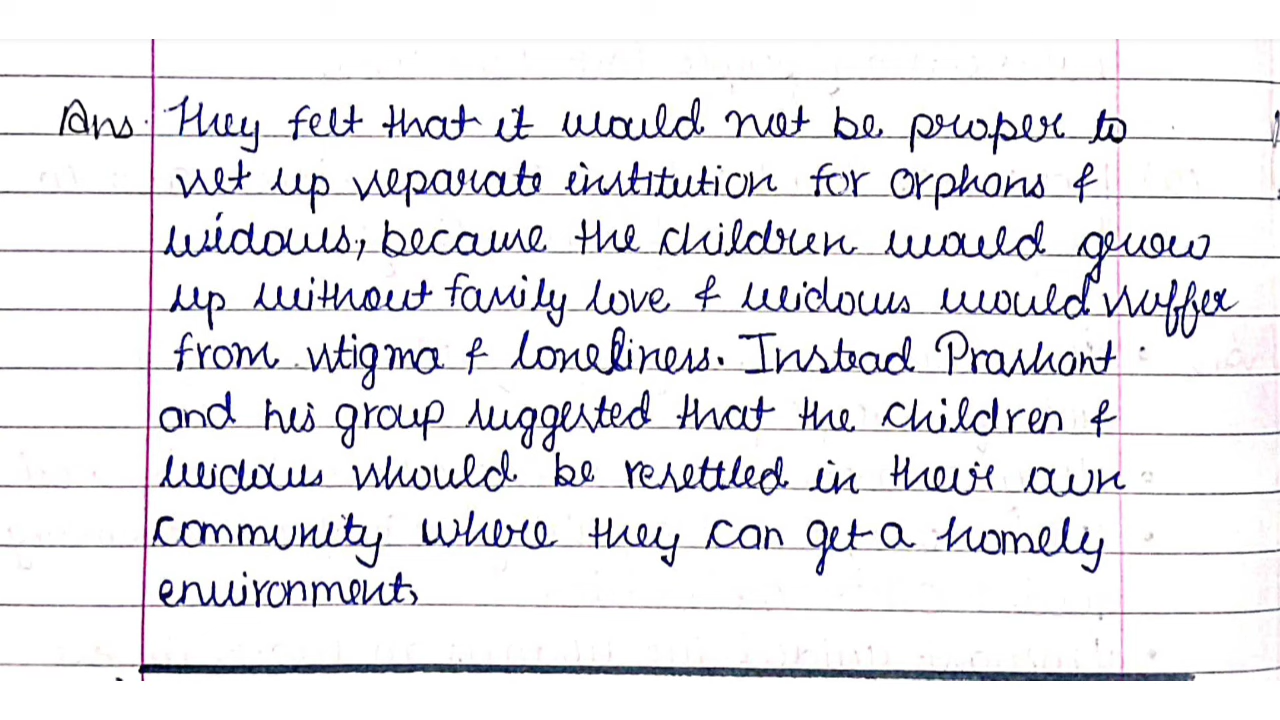 Ans. They felt that it would not be proper to
set up separate institution for orphans &
widows, because the children would grow
up without family love & widows would suffer
from stigma & loneliness. Instead Prashant
and his group suggested that the children &
widows should be resettled in their own
community where they can get a homely
environment.